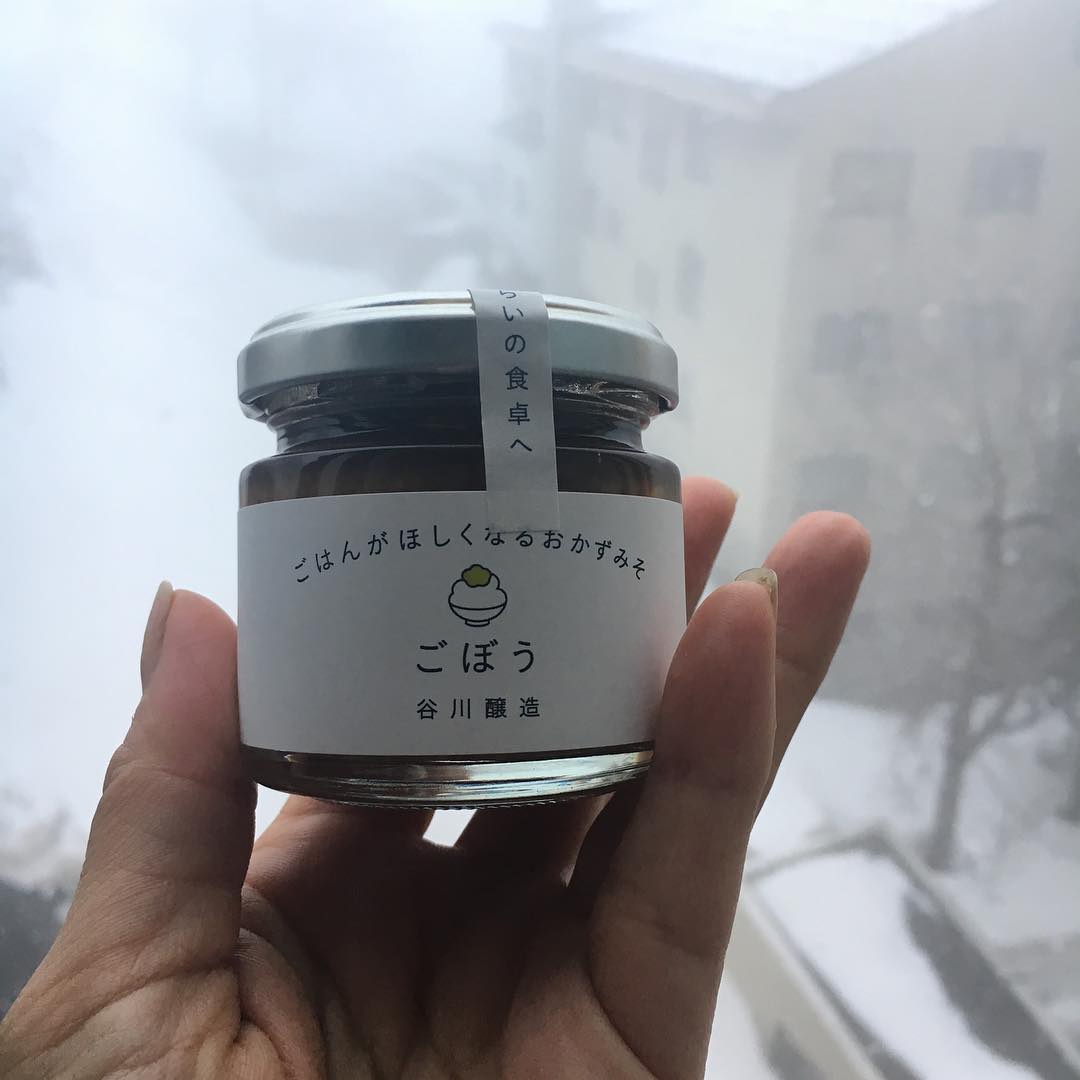 らいの食卓へ
ごはんがほしくなるおかずみそ
ごぼう
谷川醸造